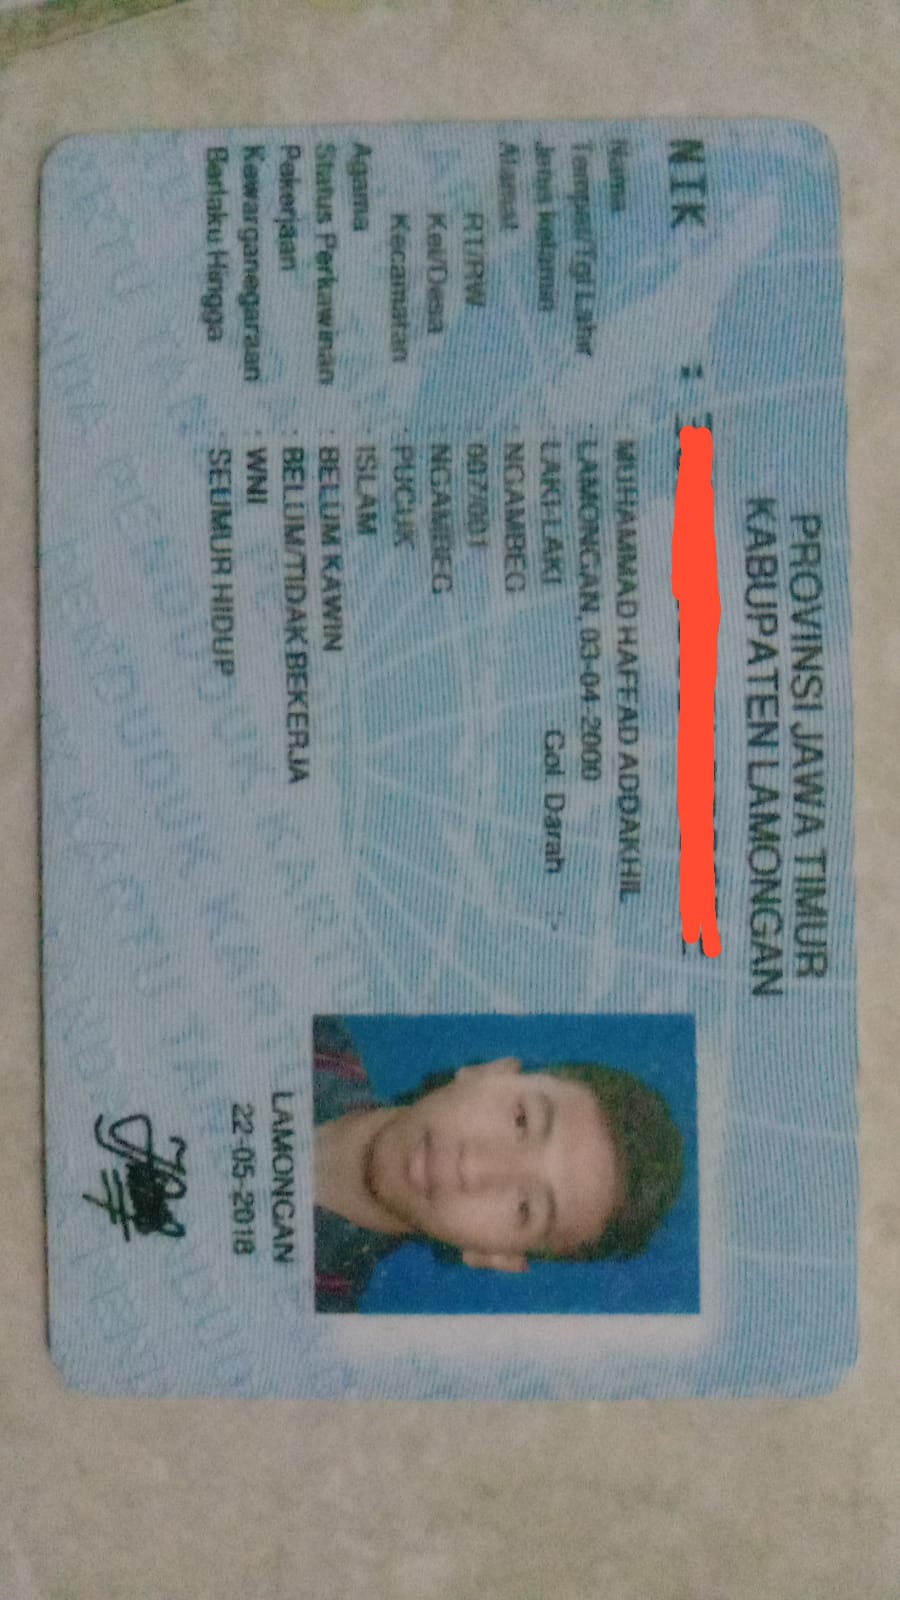 PROVINSI JAWA TIMUR
KABUPATEN LAMONGAN
NIK :
Nama : MUHAMMAD HAFFAD ADDAKHIL
Tempat/Tgl Lahir : LAMONGAN, 03-04-2000
Jenis kelamin : LAKI-LAKI Gol. Darah : -
Alamat : NGAMBEG
RT/RW : 007/001
Kel/Desa : NGAMBEG
Kecamatan : PUCUK
Agama : ISLAM
Status Perkawinan : BELUM KAWIN
Pekerjaan : BELUM/TIDAK BEKERJA
Kewarganegaraan : WNI
Berlaku Hingga : SEUMUR HIDUP
LAMONGAN
22-05-2018